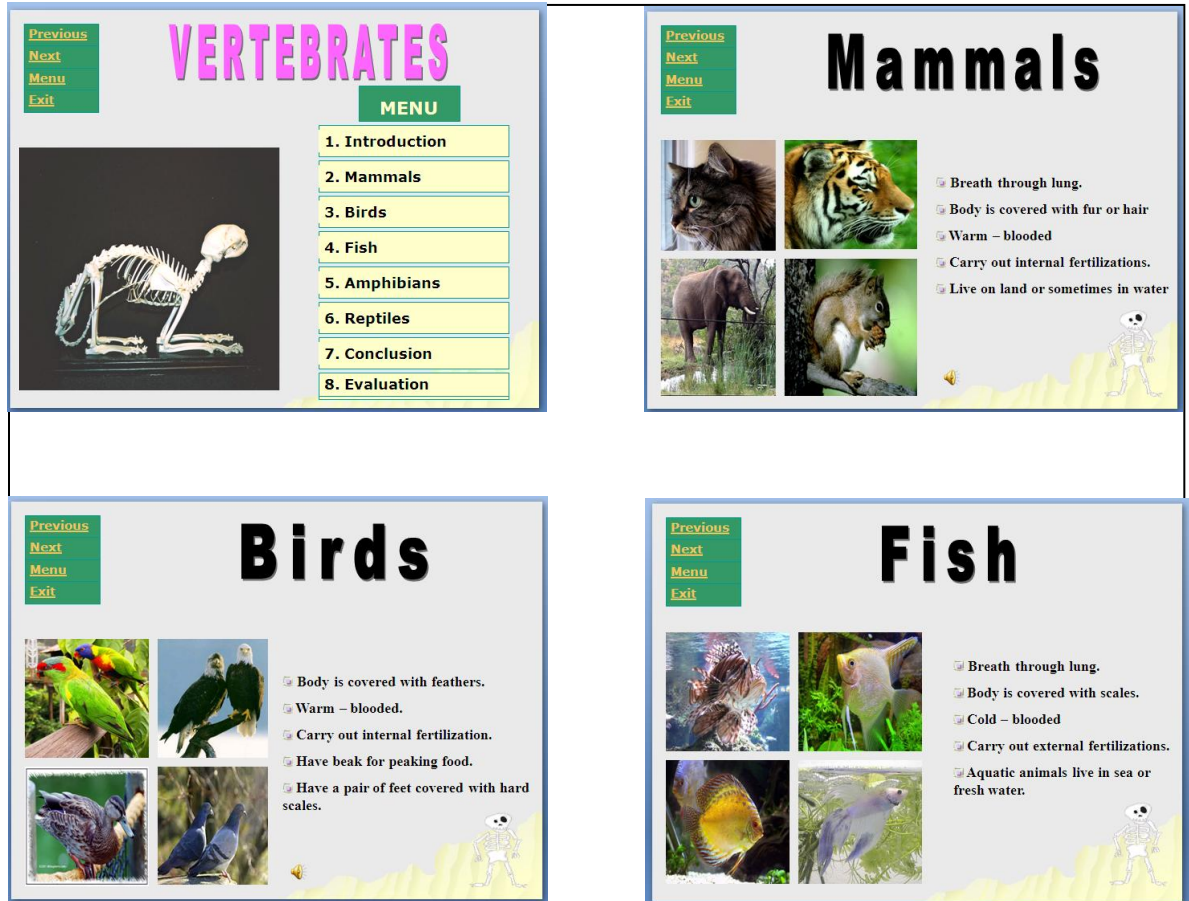 Previous
Next
Menu
Exit
VERTEBRATES
MENU
1. Introduction
2. Mammals
3. Birds
4. Fish
5. Amphibians
6. Reptiles
7. Conclusion
8. Evaluation
Previous
Next
Menu
Exit
Mammals
Breath through lung.
Body is covered with fur or hair
Warm – blooded
Carry out internal fertilizations.
Live on land or sometimes in water
Previous
Next
Menu
Exit
Birds
Body is covered with feathers.
Warm – blooded.
Carry out internal fertilization.
Have beak for peaking food.
Have a pair of feet covered with hard
scales.
Previous
Next
Menu
Exit
Fish
Breath through lung.
Body is covered with scales.
Cold – blooded
Carry out external fertilizations.
Aquatic animals live in sea or
fresh water.